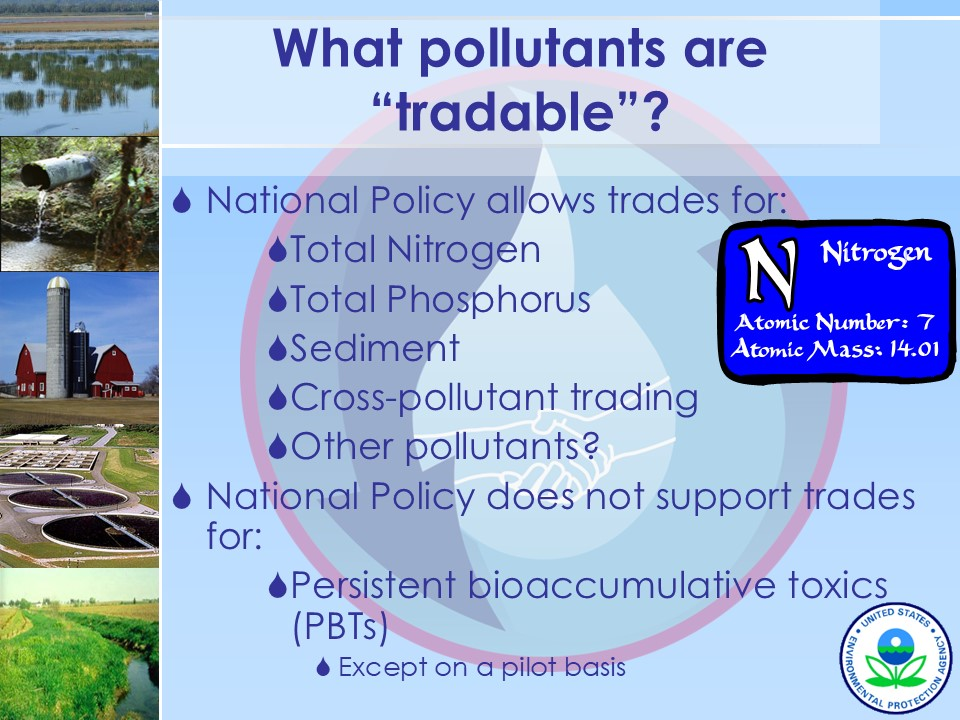 What pollutants are
“tradable”?
National Policy allows trades for:
Total Nitrogen
Total Phosphorus
Sediment
Cross-pollutant trading
Other pollutants?
National Policy does not support trades
for:
Persistent bioaccumulative toxics
(PBTs)
Except on a pilot basis
N Nitrogen
Atomic Number: 7
Atomic Mass: 14.01
UNITED STATES
ENVIRONMENTAL PROTECTION AGENCY